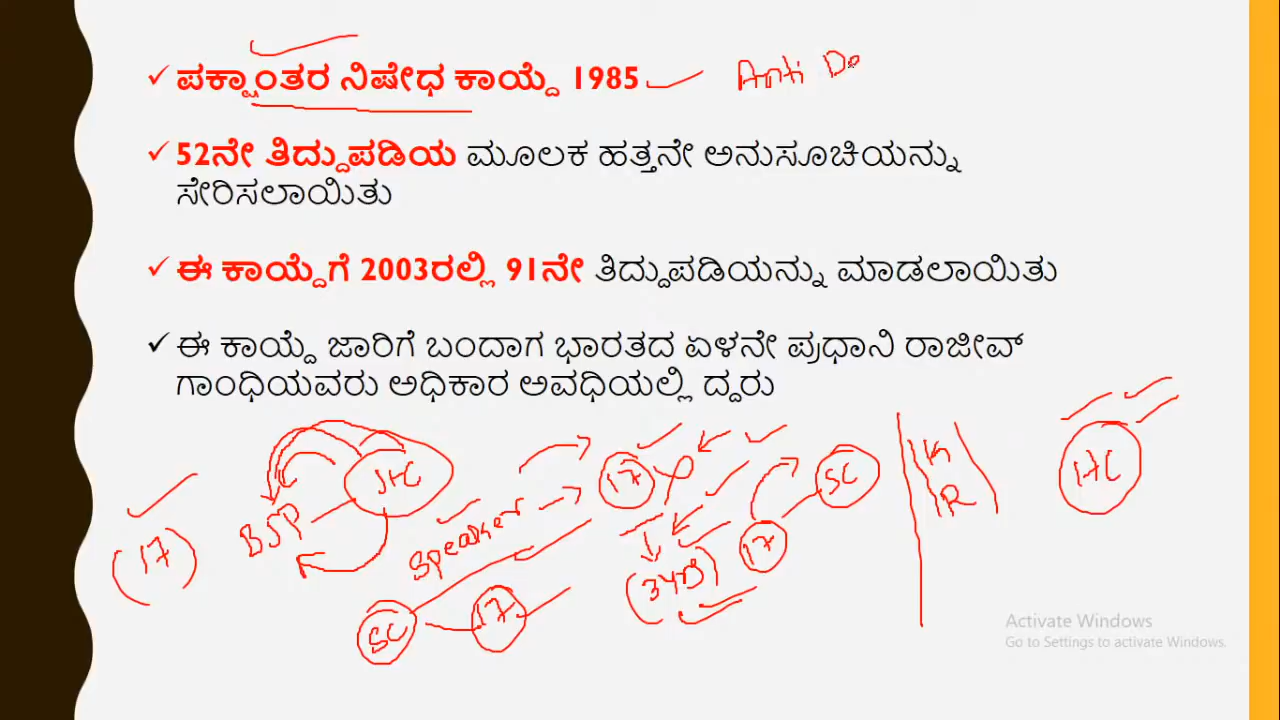 ಪಕ್ಷಾಂತರ ನಿಷೇಧ ಕಾಯ್ದೆ 1985 Anti De
52ನೇ ತಿದ್ದುಪಡಿಯ ಮೂಲಕ ಹತ್ತನೇ ಅನುಸೂಚಿಯನ್ನು
ಸೇರಿಸಲಾಯಿತು
ಈ ಕಾಯ್ದೆಗೆ 2003ರಲ್ಲಿ 91ನೇ ತಿದ್ದುಪಡಿಯನ್ನು ಮಾಡಲಾಯಿತು
ಈ ಕಾಯ್ದೆ ಜಾರಿಗೆ ಬಂದಾಗ ಭಾರತದ ಏಳನೇ ಪ್ರಧಾನಿ ರಾಜೀವ್
ಗಾಂಧಿಯವರು ಅಧಿಕಾರ ಅವಧಿಯಲ್ಲಿ ದ್ದರು
(17) BSP Speaker 17 SC
K
R
SC 17 17
Activate Windows
Go to Settings to activate Windows.